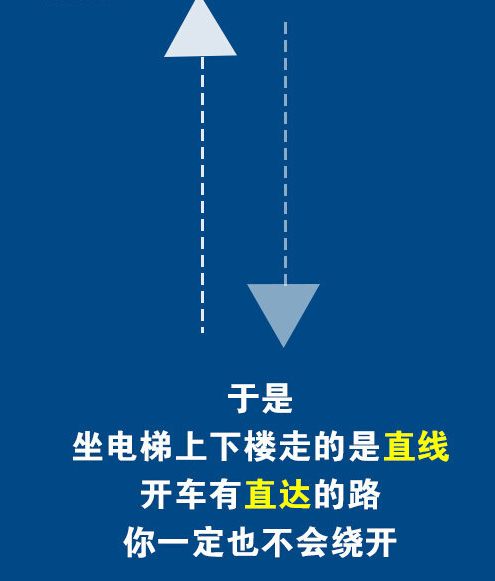 于是
坐电梯上下楼走的是直线
开车有直达的路
你一定也不会绕开